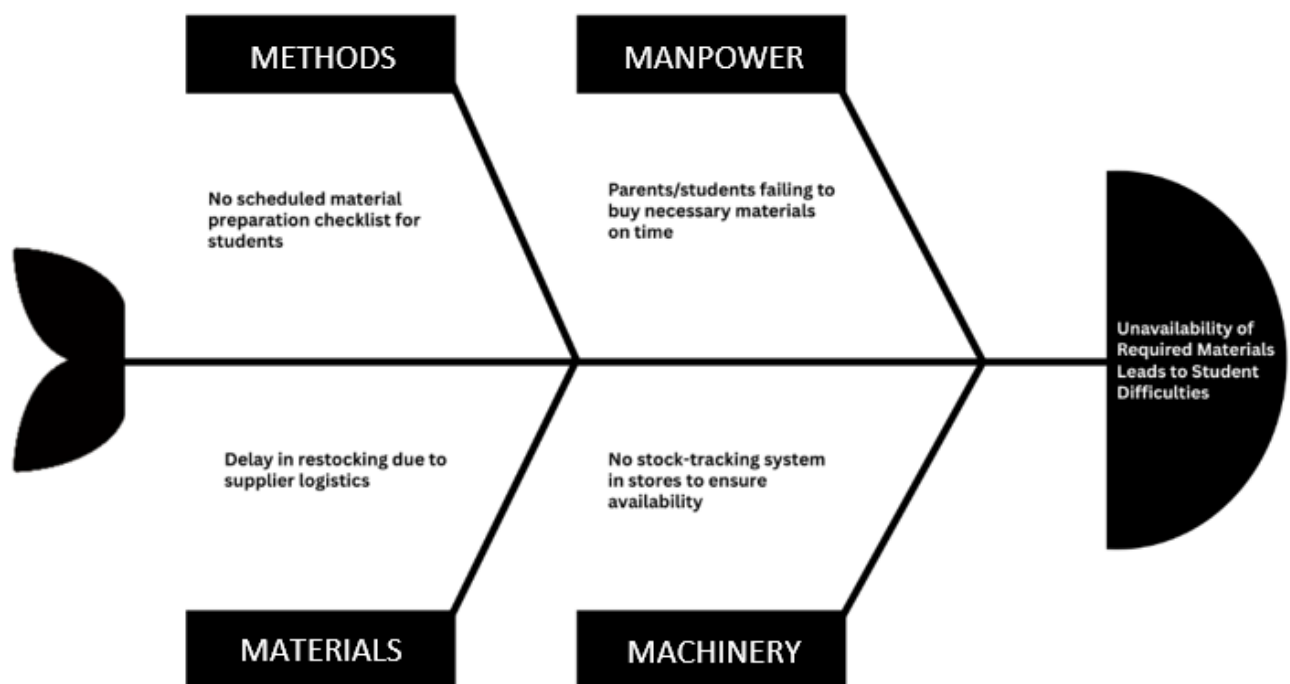 METHODS
MANPOWER
No scheduled material
preparation checklist for
students
Parents/students failing to
buy necessary materials
on time
Unavailability of
Required Materials
Leads to Student
Difficulties
Delay in restocking due to
supplier logistics
No stock-tracking system
in stores to ensure
availability
MATERIALS
MACHINERY